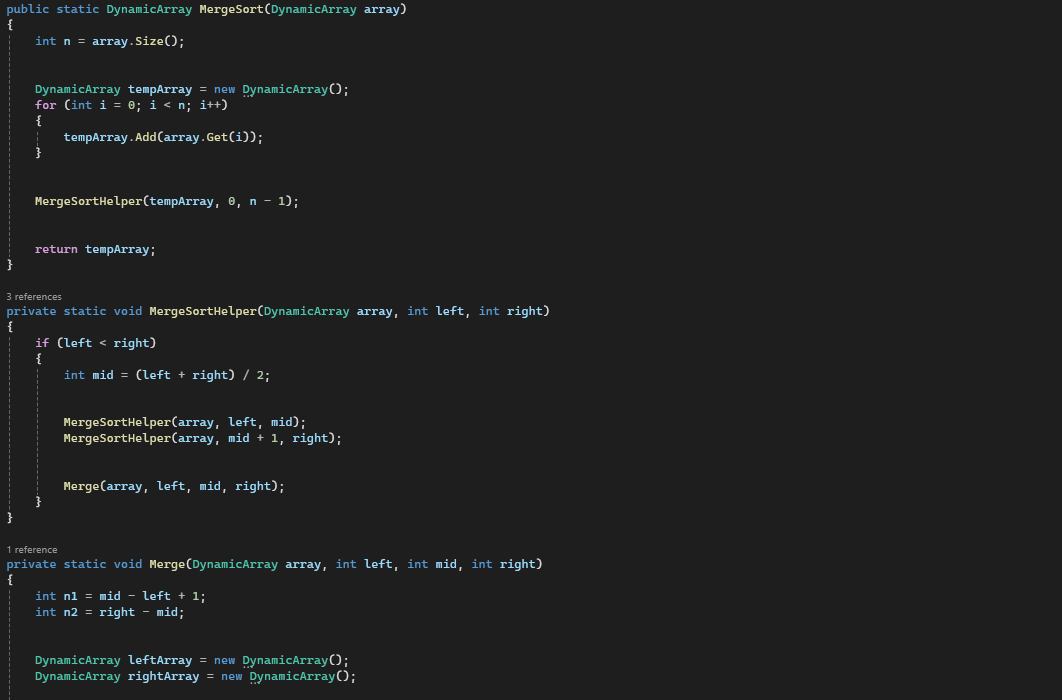 public static DynamicArray MergeSort(DynamicArray array)
{
    int n = array.Size();
    DynamicArray tempArray = new DynamicArray();
    for (int i = 0; i < n; i++)
    {
        tempArray.Add(array.Get(i));
    }
    MergeSortHelper(tempArray, 0, n - 1);
    return tempArray;
}
3 references
private static void MergeSortHelper(DynamicArray array, int left, int right)
{
    if (left < right)
    {
        int mid = (left + right) / 2;
        MergeSortHelper(array, left, mid);
        MergeSortHelper(array, mid + 1, right);
        Merge(array, left, mid, right);
    }
}
1 reference
private static void Merge(DynamicArray array, int left, int mid, int right)
{
    int n1 = mid - left + 1;
    int n2 = right - mid;
    DynamicArray leftArray = new DynamicArray();
    DynamicArray rightArray = new DynamicArray();